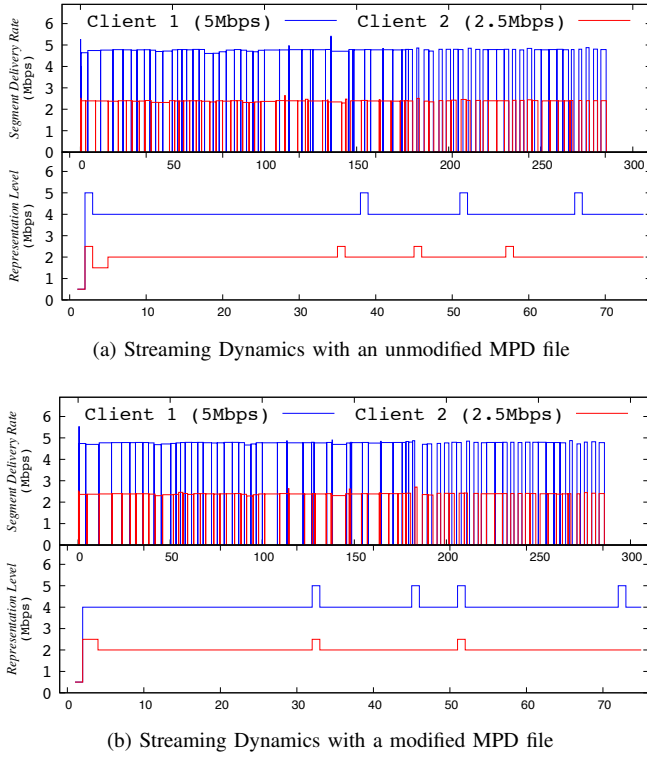 Client 1 (5Mbps) Client 2 (2.5Mbps)
Segment Delivery Rate
(Mbps)
6
5
4
3
2
1
0
0 50 100 150 200 250 300
Representation Level
(Mbps)
6
5
4
3
2
1
0
0 10 20 30 40 50 60 70
(a) Streaming Dynamics with an unmodified MPD file
Client 1 (5Mbps) Client 2 (2.5Mbps)
Segment Delivery Rate
(Mbps)
6
5
4
3
2
1
0
0 50 100 150 200 250 300
Representation Level
(Mbps)
6
5
4
3
2
1
0
0 10 20 30 40 50 60 70
(b) Streaming Dynamics with a modified MPD file